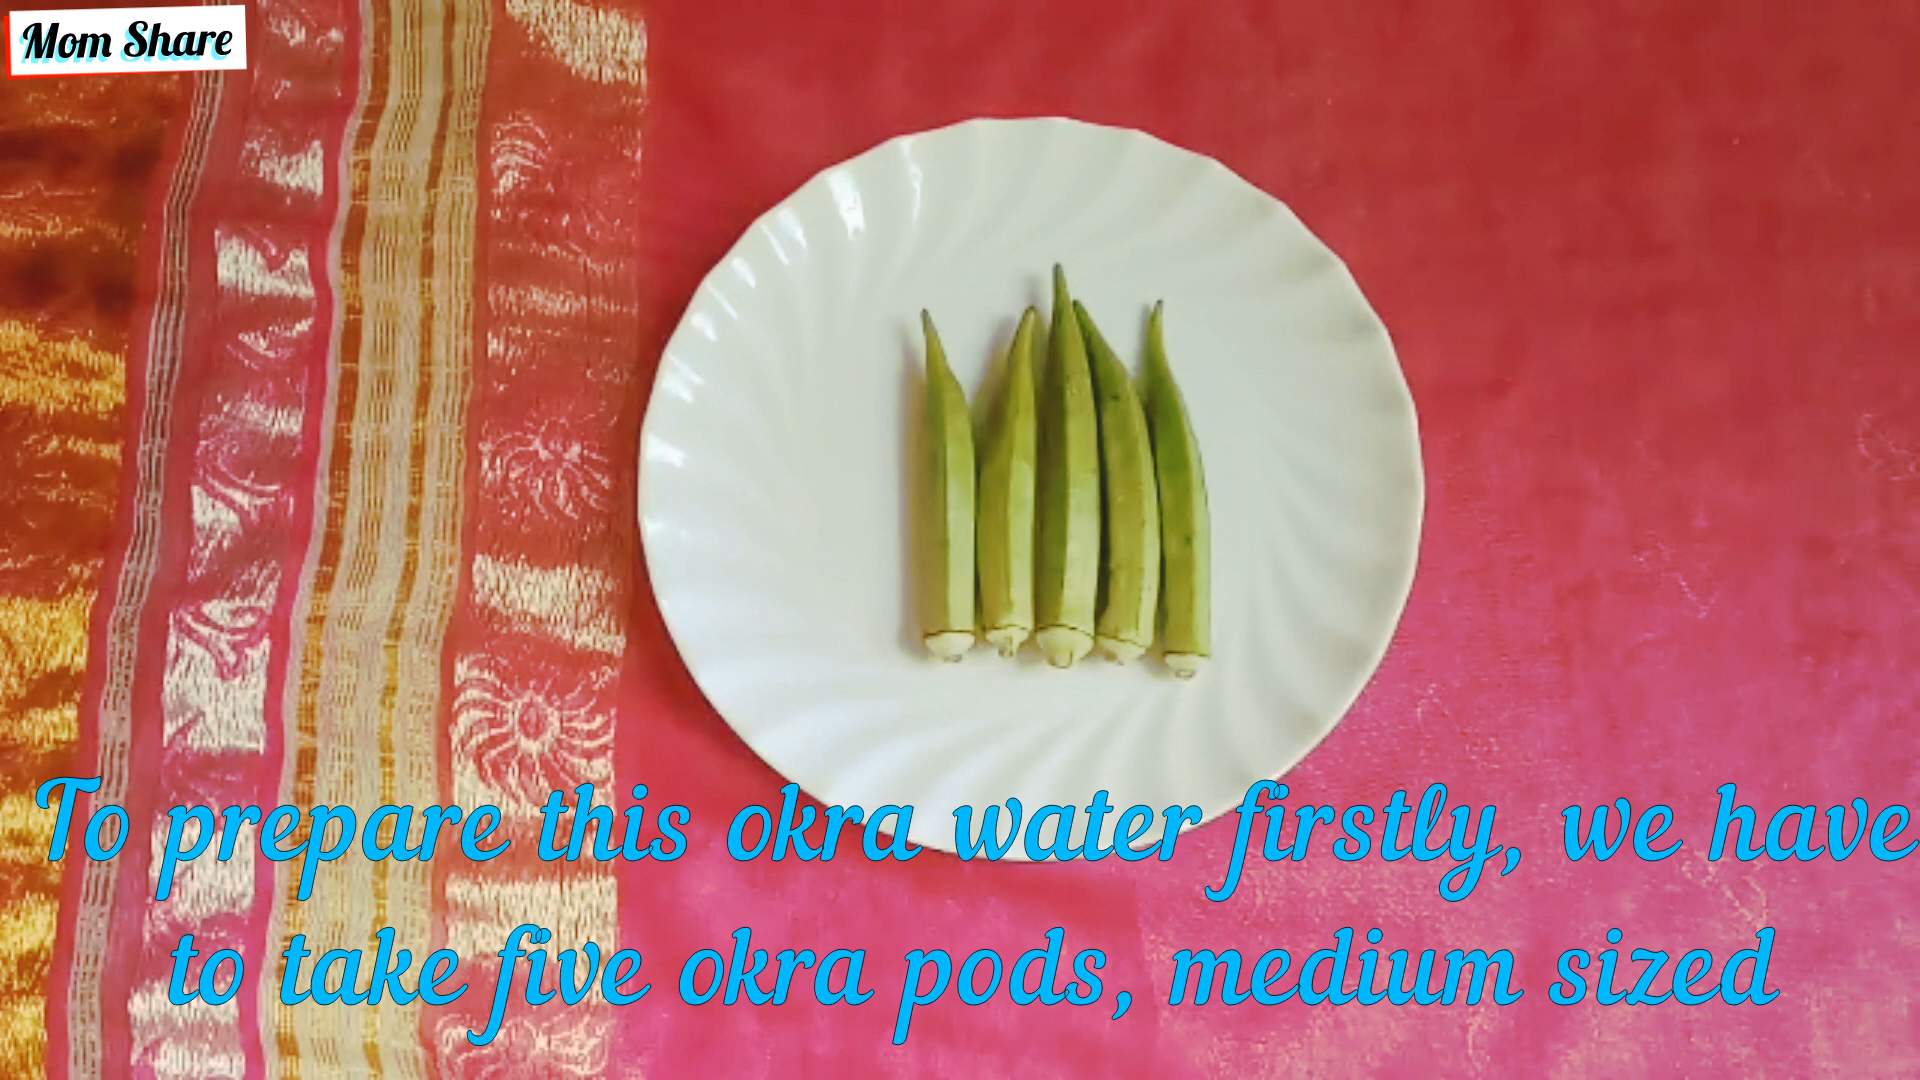 Mom Share
To prepare this okra water firstly, we have
to take five okra pods, medium sized